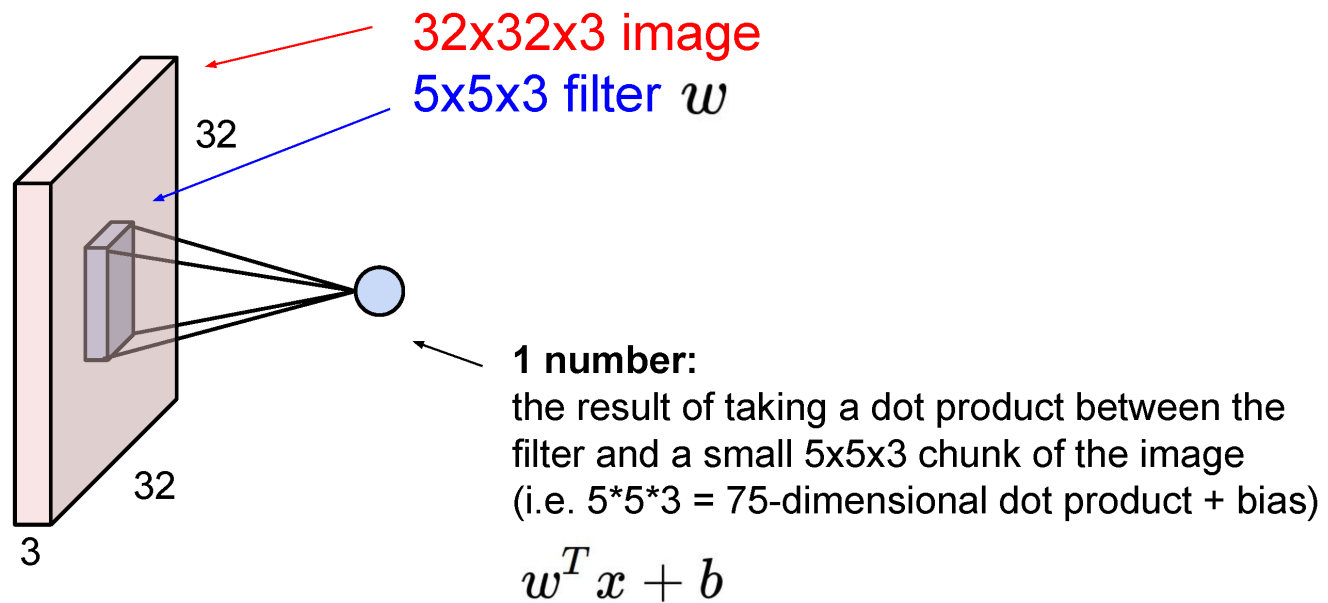 32x32x3 image
5x5x3 filter w
32
32
3
1 number:
the result of taking a dot product between the
filter and a small 5x5x3 chunk of the image
(i.e. 5*5*3 = 75-dimensional dot product + bias)
w^T x + b